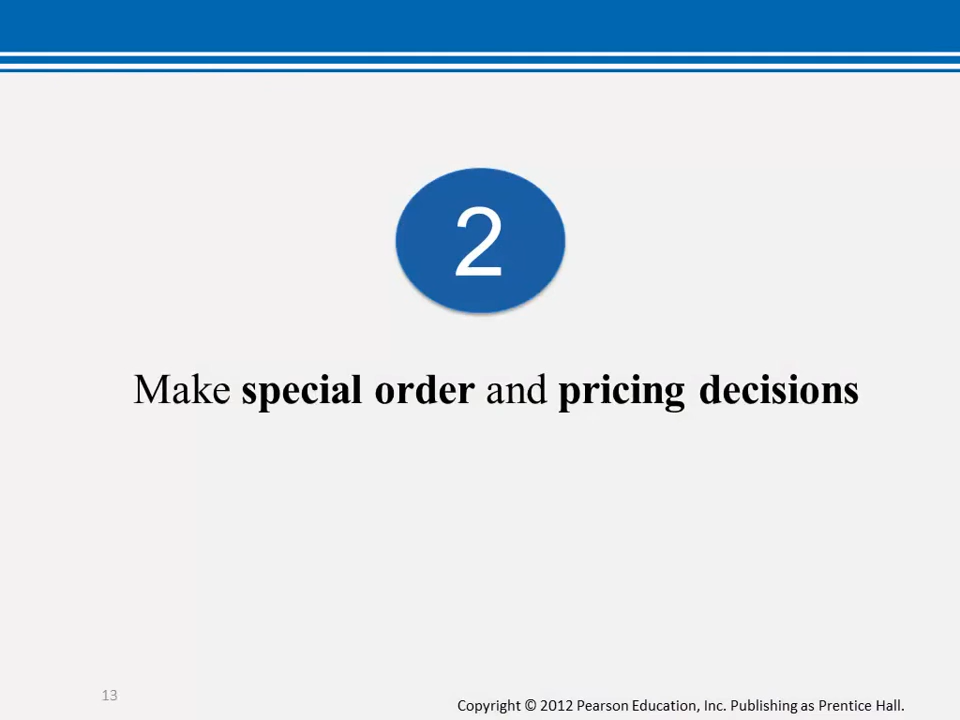 2
Make special order and pricing decisions
13
Copyright © 2012 Pearson Education, Inc. Publishing as Prentice Hall.